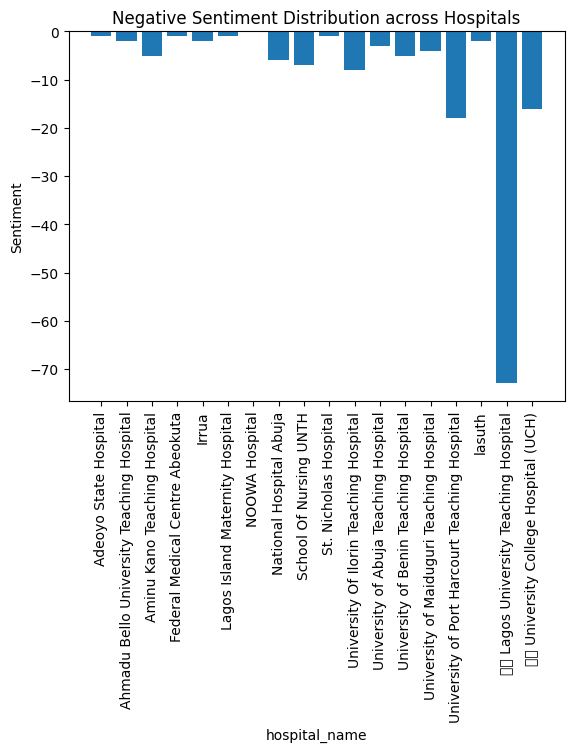 Negative Sentiment Distribution across Hospitals
0
−10
−20
−30
−40
−50
−60
−70
Sentiment
Adeoyo State Hospital
Ahmadu Bello University Teaching Hospital
Aminu Kano Teaching Hospital
Federal Medical Centre Abeokuta
Irrua
Lagos Island Maternity Hospital
NOOWA Hospital
National Hospital Abuja
School Of Nursing UNTH
St. Nicholas Hospital
University Of Ilorin Teaching Hospital
University of Abuja Teaching Hospital
University of Benin Teaching Hospital
University of Maiduguri Teaching Hospital
University of Port Harcourt Teaching Hospital
lasuth
Lagos University Teaching Hospital
University College Hospital (UCH)
hospital_name